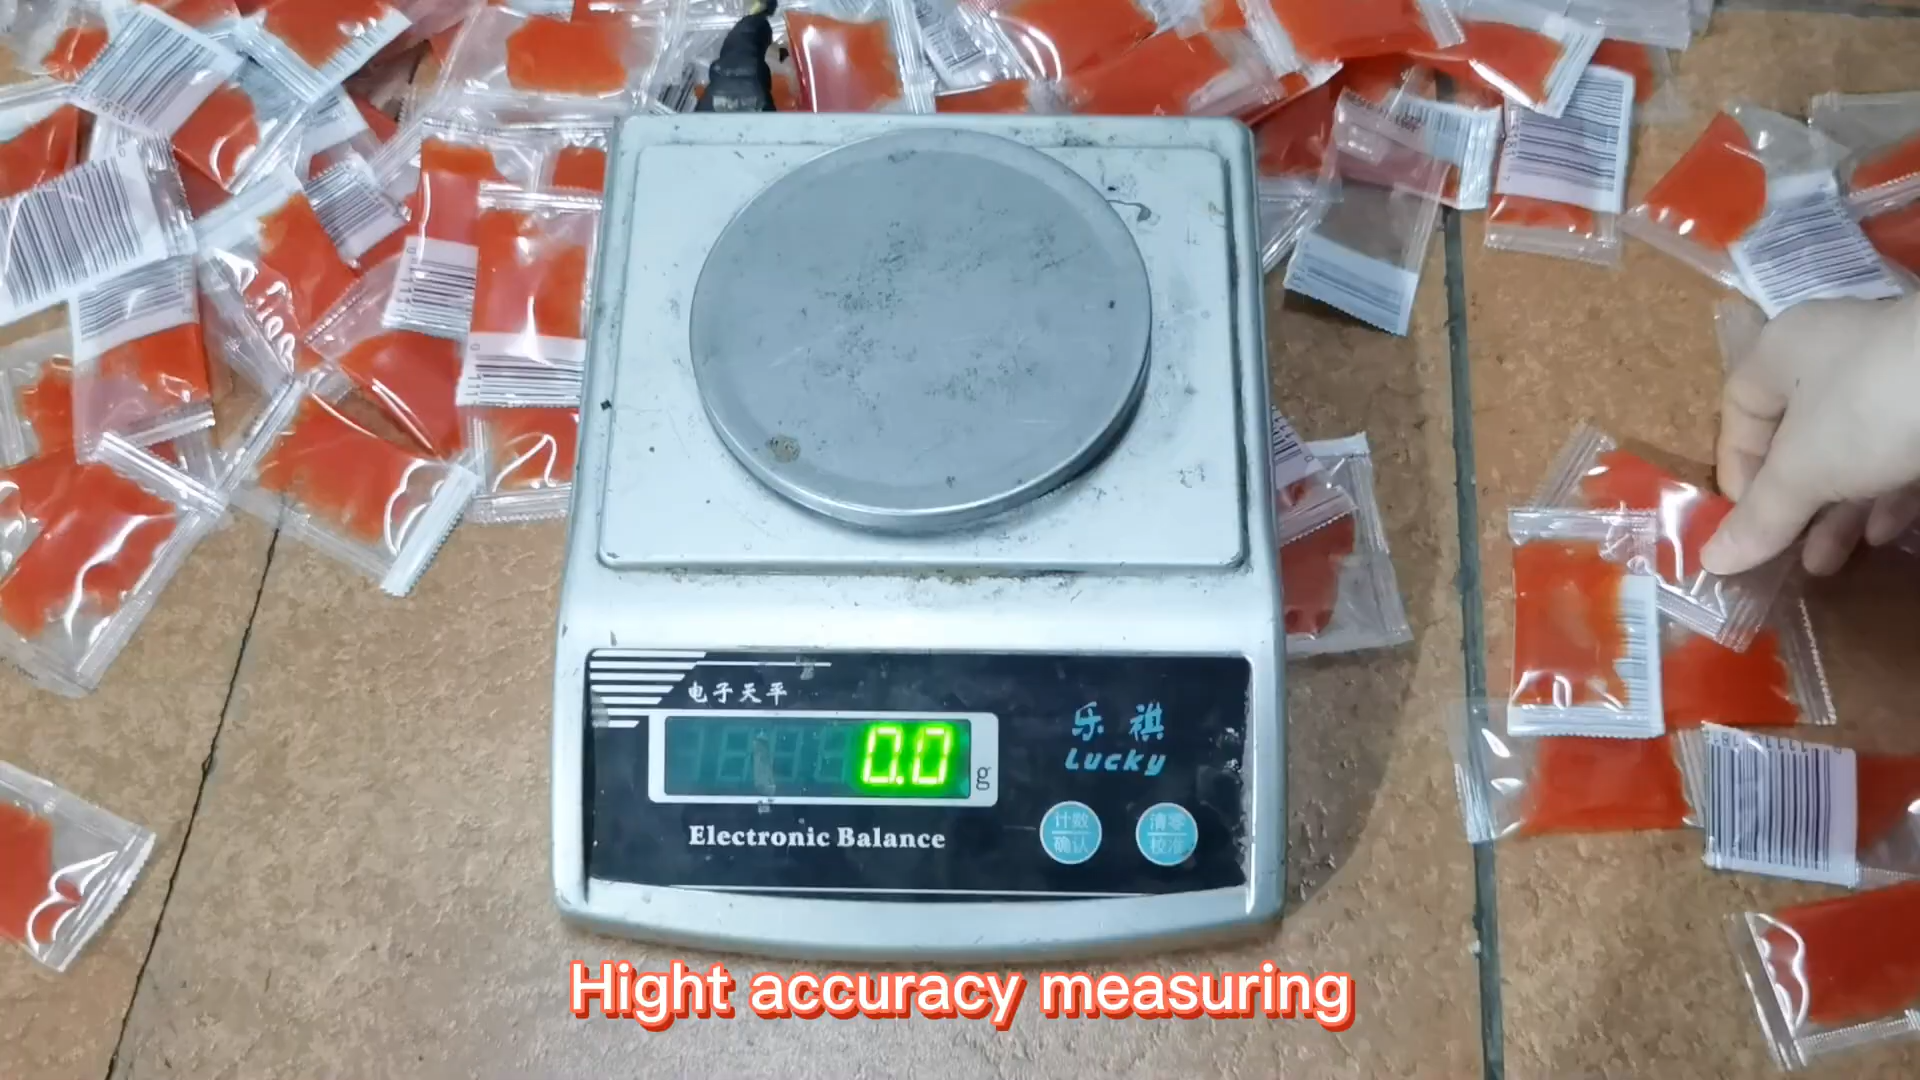 电子天平
0.0 g
乐祺
Lucky
Electronic Balance
计数
确认
清零
校准
Hight accuracy measuring